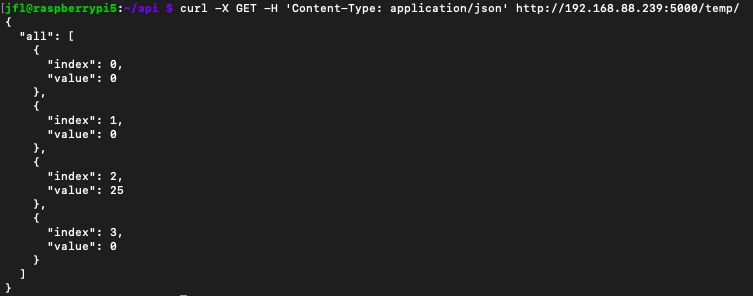 [jfl@raspberrypi5:~/api $ curl -X GET -H 'Content-Type: application/json' http://192.168.88.239:5000/temp/
{
  "all": [
    {
      "index": 0,
      "value": 0
    },
    {
      "index": 1,
      "value": 0
    },
    {
      "index": 2,
      "value": 25
    },
    {
      "index": 3,
      "value": 0
    }
  ]
}